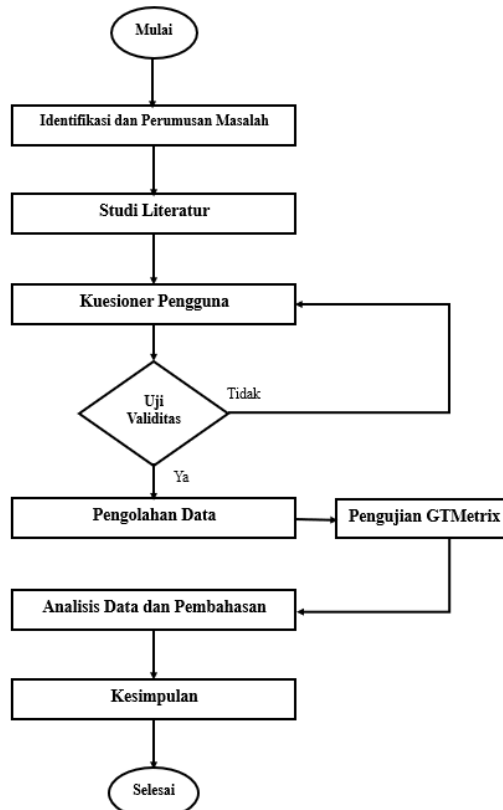 Mulai
Identifikasi dan Perumusan Masalah
Studi Literatur
Kuesioner Pengguna
Uji
Validitas
Tidak
Ya
Pengolahan Data
Pengujian GTMetrix
Analisis Data dan Pembahasan
Kesimpulan
Selesai